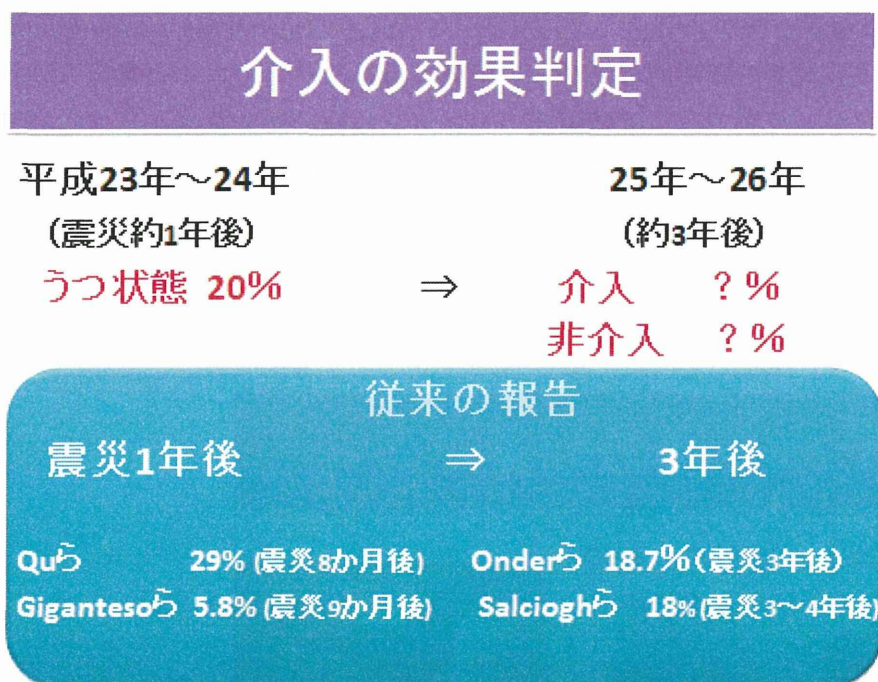 介入の効果判定
平成23年～24年 25年～26年
(震災約1年後) (約3年後)
うつ状態 20% ⇒ 介入 ？%
非介入 ？%
従来の報告
震災1年後 ⇒ 3年後
Quら 29% (震災8か月後) Onderら 18.7% (震災3年後)
Gigantesoら 5.8% (震災9か月後) Salcioghら 18% (震災3～4年後)